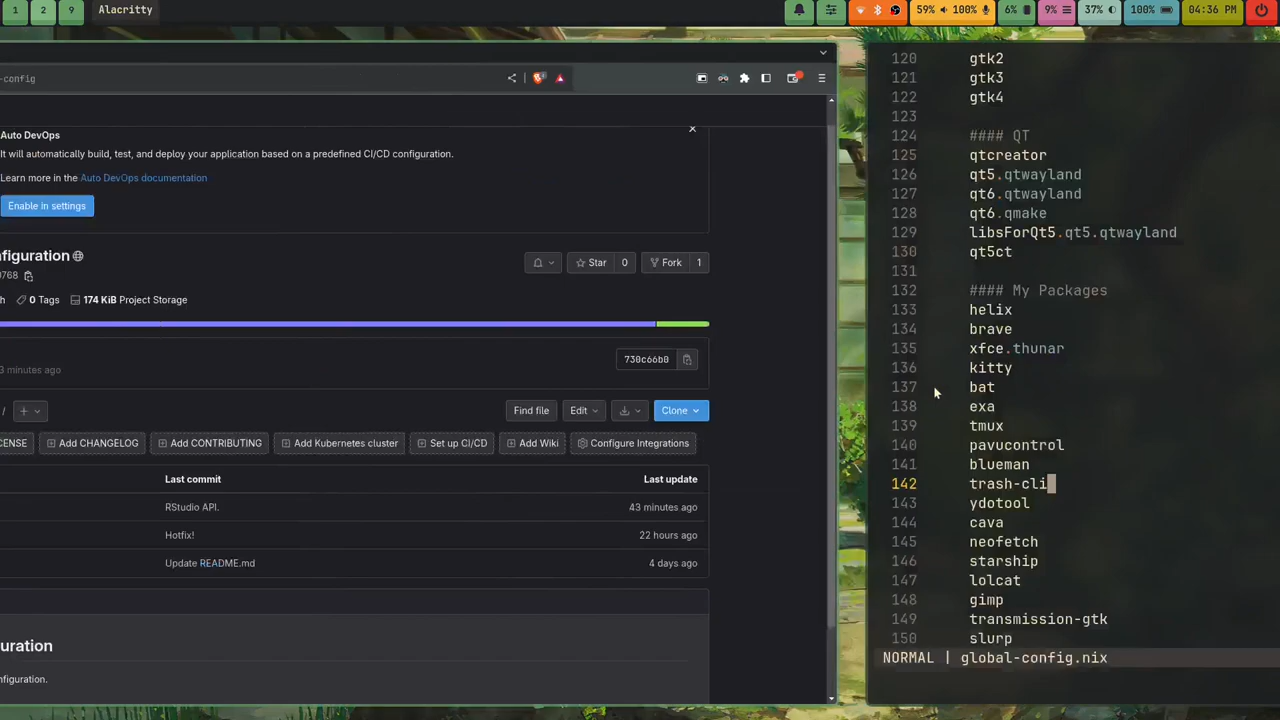 1 2 9 Alacritty
59% 100% 6% 9% 37% 100% 04:36 PM
-config
Auto DevOps
It will automatically build, test, and deploy your application based on a predefined CI/CD configuration.
Learn more in the Auto DevOps documentation
Enable in settings
nfiguration
0768
Star 0
Fork 1
0 Tags 174 KiB Project Storage
3 minutes ago
730c66b0
/ +
Find file
Edit
Clone
CENSE
Add CHANGELOG
Add CONTRIBUTING
Add Kubernetes cluster
Set up CI/CD
Add Wiki
Configure Integrations
Last commit Last update
RStudio API. 43 minutes ago
Hotfix! 22 hours ago
Update README.md 4 days ago
uration
nfiguration.
120 gtk2
121 gtk3
122 gtk4
123
124 #### QT
125 qtcreator
126 qt5.qtwayland
127 qt6.qtwayland
128 qt6.qmake
129 libsForQt5.qt5.qtwayland
130 qt5ct
131
132 #### My Packages
133 helix
134 brave
135 xfce.thunar
136 kitty
137 bat
138 exa
139 tmux
140 pavucontrol
141 blueman
142 trash-cli
143 ydotool
144 cava
145 neofetch
146 starship
147 lolcat
148 gimp
149 transmission-gtk
150 slurp
NORMAL | global-config.nix